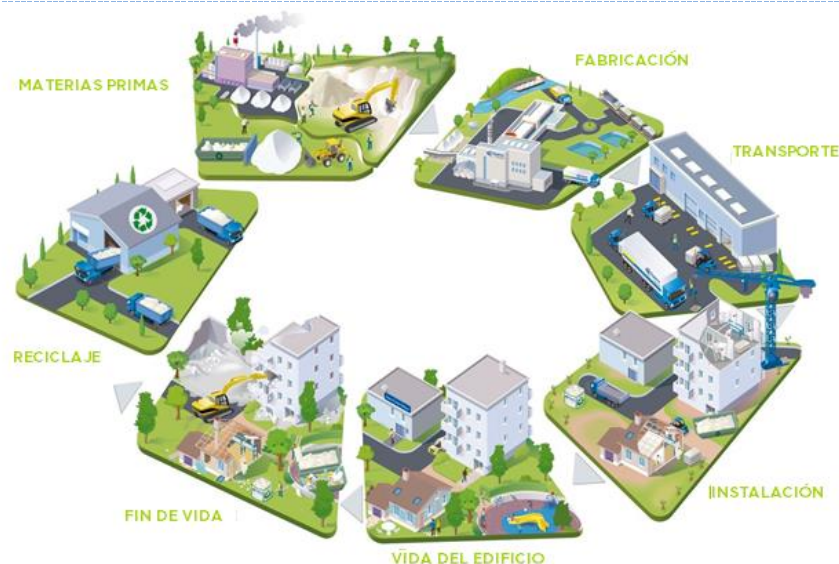 MATERIAS PRIMAS
FABRICACIÓN
TRANSPORTE
RECICLAJE
INSTALACIÓN
FIN DE VIDA
VIDA DEL EDIFICIO